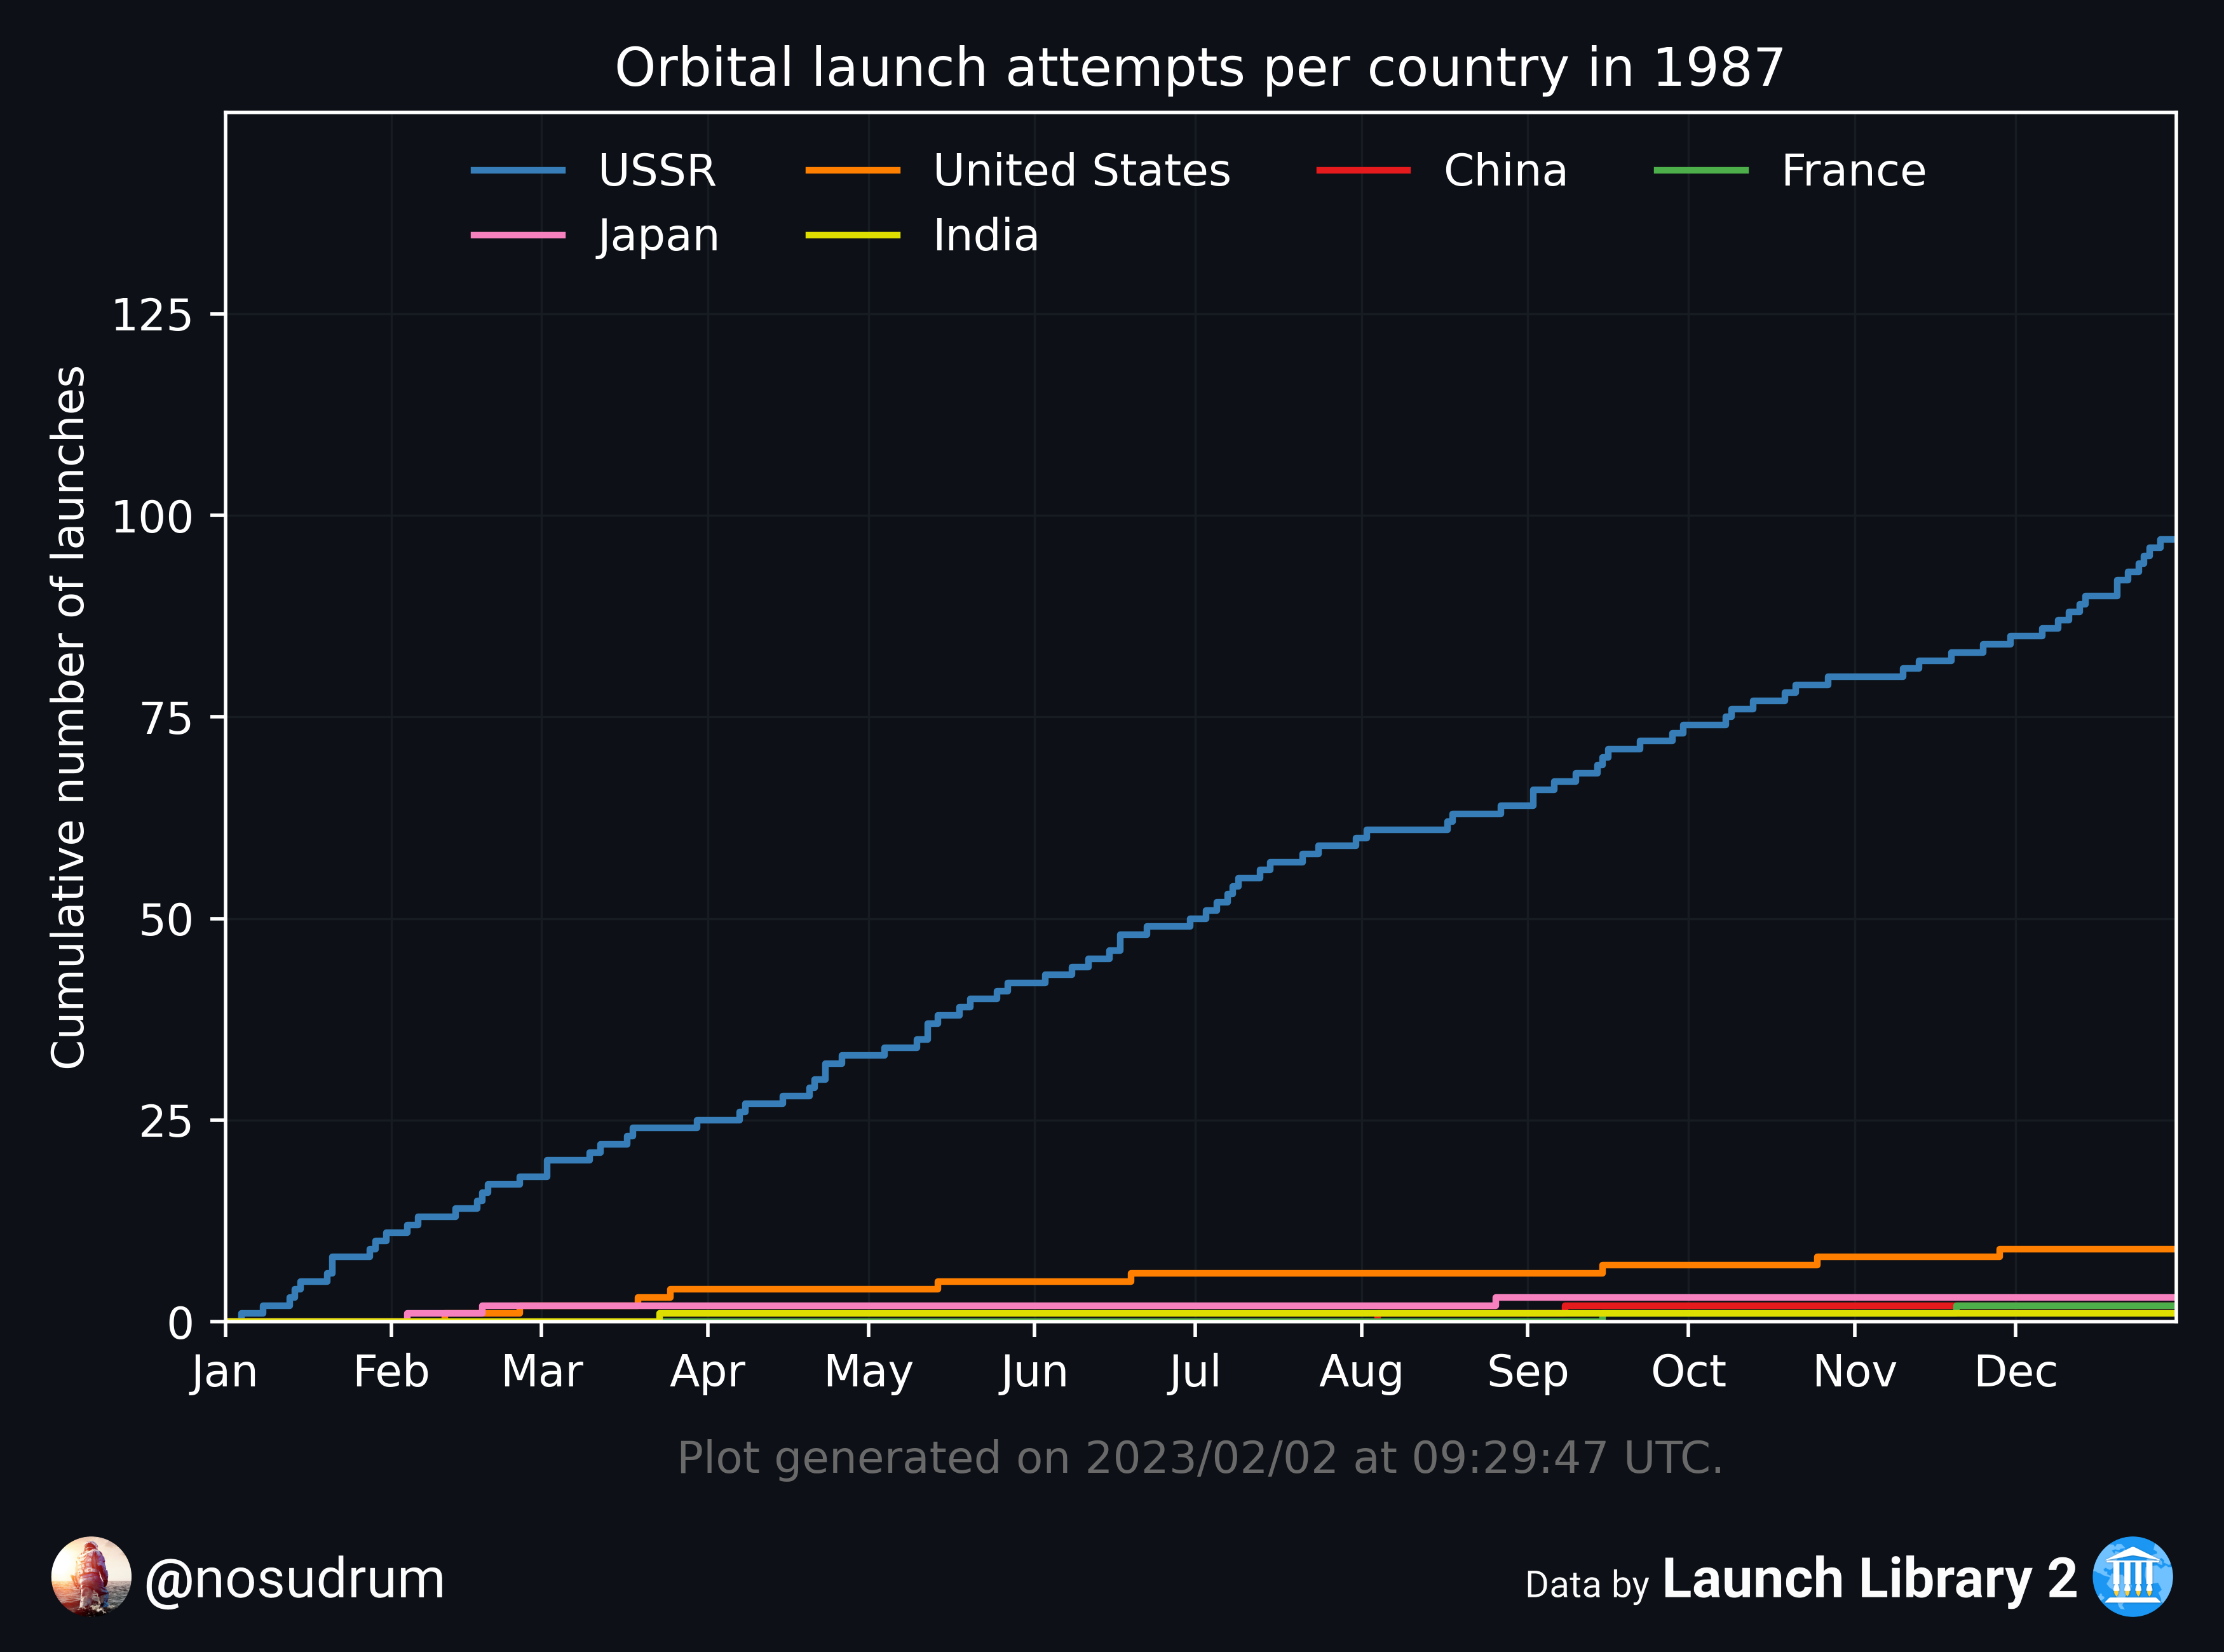 Orbital launch attempts per country in 1987
USSR United States China France
Japan India
Cumulative number of launches
125
100
75
50
25
0
Jan Feb Mar Apr May Jun Jul Aug Sep Oct Nov Dec
Plot generated on 2023/02/02 at 09:29:47 UTC.
@nosudrum
Data by Launch Library 2